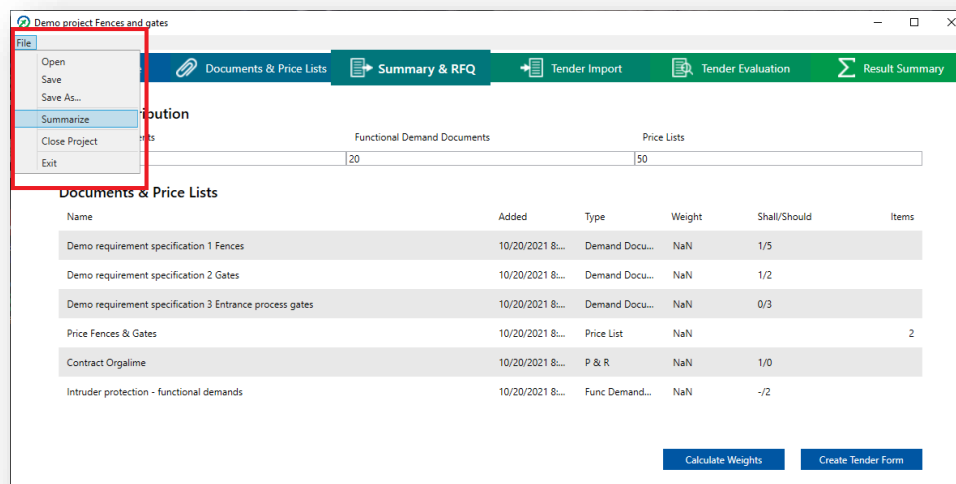 Demo project Fences and gates
File
Documents & Price Lists Summary & RFQ Tender Import Tender Evaluation Result Summary
Open
Save
Save As...
Summarize
Close Project
Exit
Functional Demand Documents Price Lists
20 50
Documents & Price Lists
Name Added Type Weight Shall/Should Items
Demo requirement specification 1 Fences 10/20/2021 8:... Demand Docu... NaN 1/5
Demo requirement specification 2 Gates 10/20/2021 8:... Demand Docu... NaN 1/2
Demo requirement specification 3 Entrance process gates 10/20/2021 8:... Demand Docu... NaN 0/3
Price Fences & Gates 10/20/2021 8:... Price List NaN 2
Contract Orgalime 10/20/2021 8:... P & R NaN 1/0
Intruder protection - functional demands 10/20/2021 8:... Func Demand... NaN -/2
Calculate Weights Create Tender Form